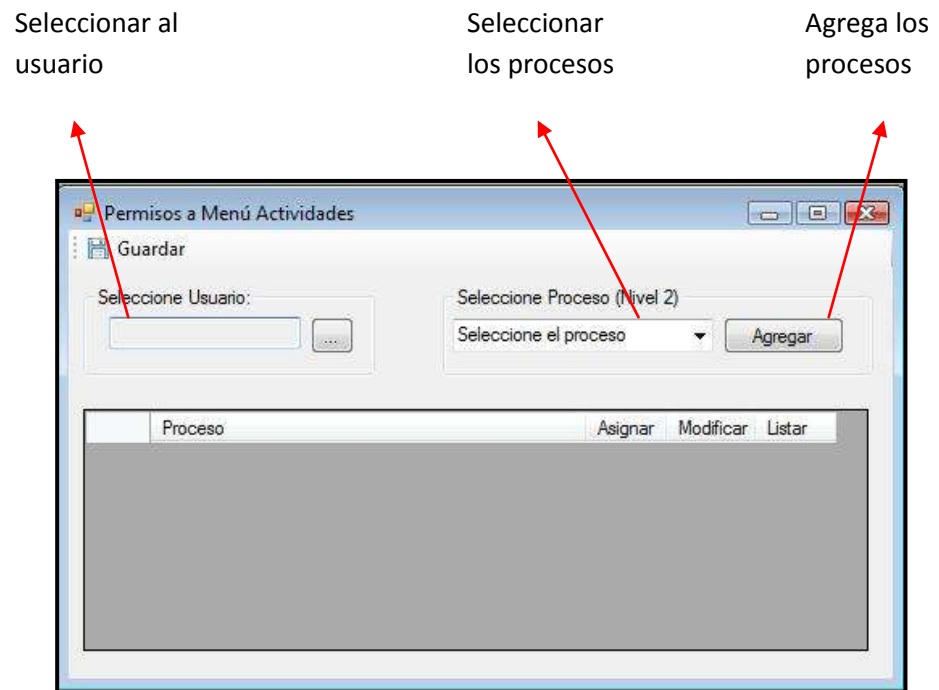 Seleccionar al
usuario
Seleccionar
los procesos
Agrega los
procesos
Permisos a Menú Actividades
Guardar
Seleccione Usuario:
...
Seleccione Proceso (Nivel 2)
Seleccione el proceso
Agregar
Proceso Asignar Modificar Listar